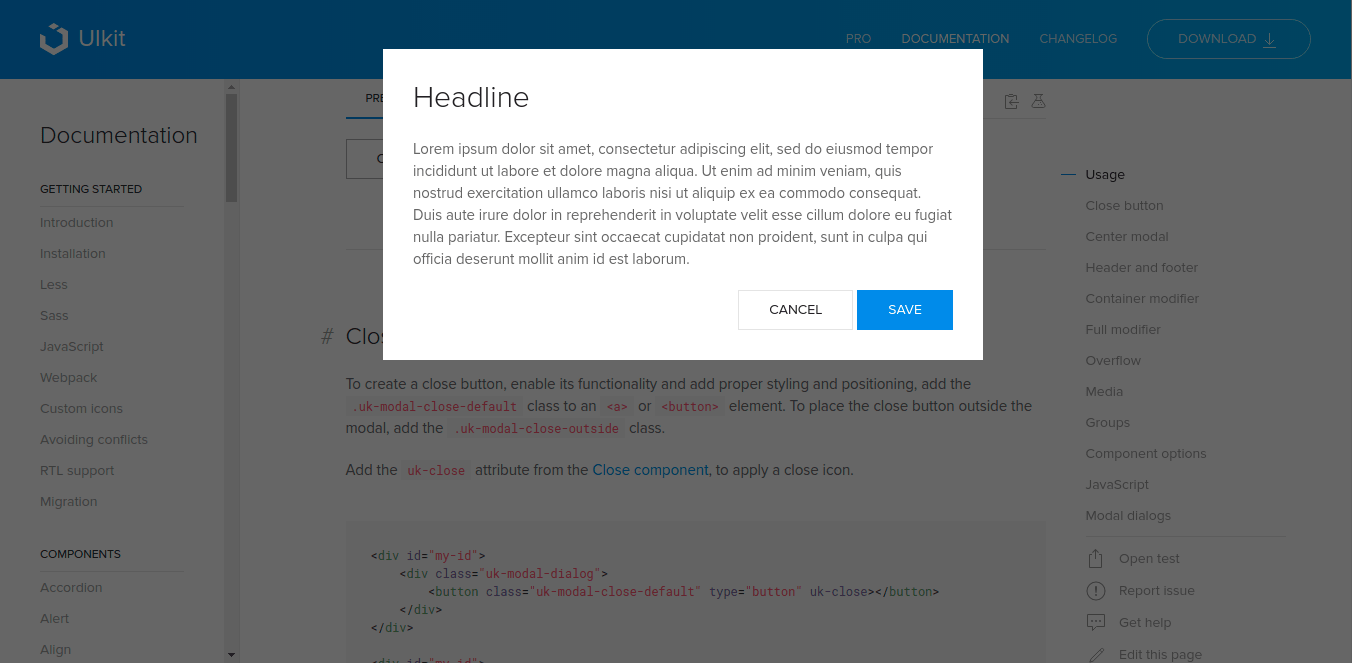 UIkit
PRO
DOCUMENTATION
CHANGELOG
DOWNLOAD
Documentation
GETTING STARTED
Introduction
Installation
Less
Sass
JavaScript
Webpack
Custom icons
Avoiding conflicts
RTL support
Migration
COMPONENTS
Accordion
Alert
Align
Headline
Lorem ipsum dolor sit amet, consectetur adipiscing elit, sed do eiusmod tempor
incididunt ut labore et dolore magna aliqua. Ut enim ad minim veniam, quis
nostrud exercitation ullamco laboris nisi ut aliquip ex ea commodo consequat.
Duis aute irure dolor in reprehenderit in voluptate velit esse cillum dolore eu fugiat
nulla pariatur. Excepteur sint occaecat cupidatat non proident, sunt in culpa qui
officia deserunt mollit anim id est laborum.
CANCEL
SAVE
#
To create a close button, enable its functionality and add proper styling and positioning, add the
.uk-modal-close-default class to an <a> or <button> element. To place the close button outside the
modal, add the .uk-modal-close-outside class.
Add the uk-close attribute from the Close component, to apply a close icon.
<div id="my-id">
    <div class="uk-modal-dialog">
        <button class="uk-modal-close-default" type="button" uk-close></button>
    </div>
</div>
Usage
Close button
Center modal
Header and footer
Container modifier
Full modifier
Overflow
Media
Groups
Component options
JavaScript
Modal dialogs
Open test
Report issue
Get help
Edit this page